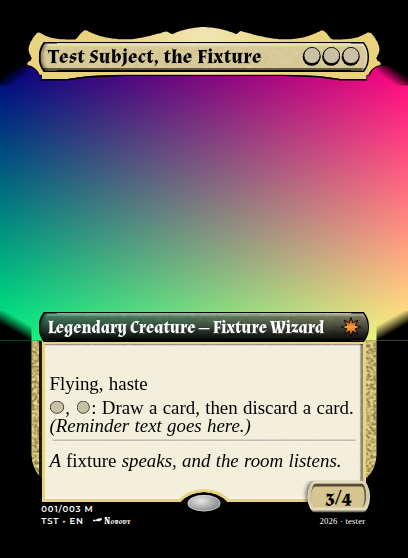 Test Subject, the Fixture
Legendary Creature – Fixture Wizard
Flying, haste
, : Draw a card, then discard a card.
(Reminder text goes here.)
A fixture speaks, and the room listens.
3/4
001/003 M
TST • EN Nobody
2026 · tester